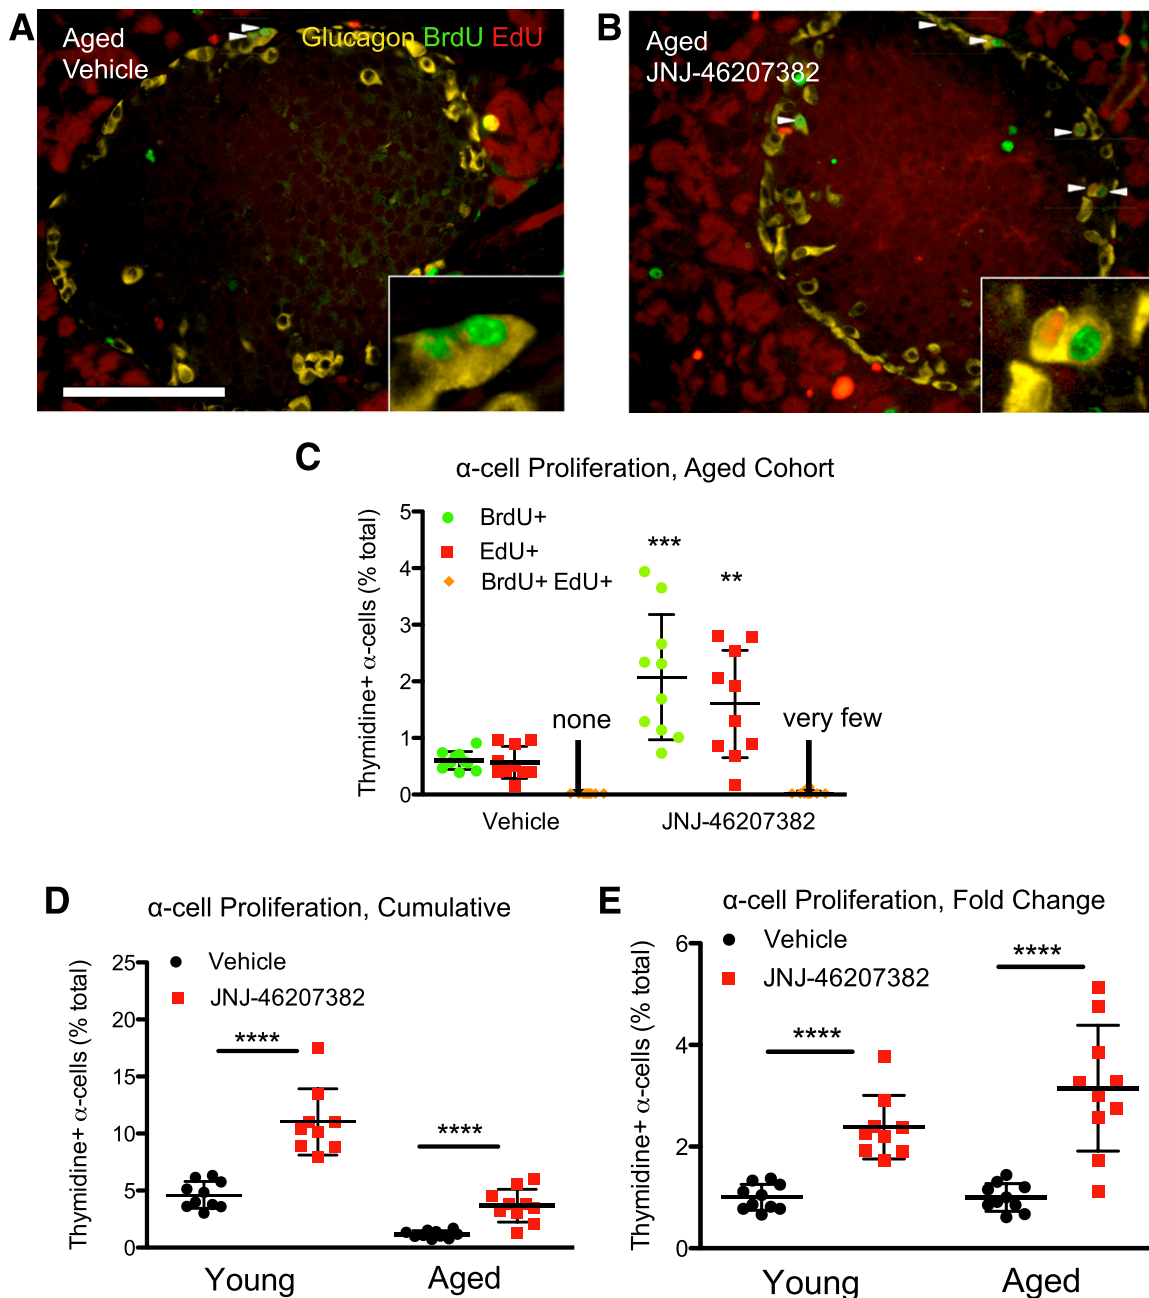 A
Aged
Vehicle
Glucagon BrdU EdU
B
Aged
JNJ-46207382
C
α-cell Proliferation, Aged Cohort
Thymidine+ α-cells (% total)
5
4
3
2
1
0
BrdU+
EdU+
BrdU+ EdU+
***
**
none
very few
Vehicle
JNJ-46207382
D
α-cell Proliferation, Cumulative
Thymidine+ α-cells (% total)
25
20
15
10
5
0
Vehicle
JNJ-46207382
****
****
Young
Aged
E
α-cell Proliferation, Fold Change
Thymidine+ α-cells (% total)
6
4
2
0
Vehicle
JNJ-46207382
****
****
Young
Aged